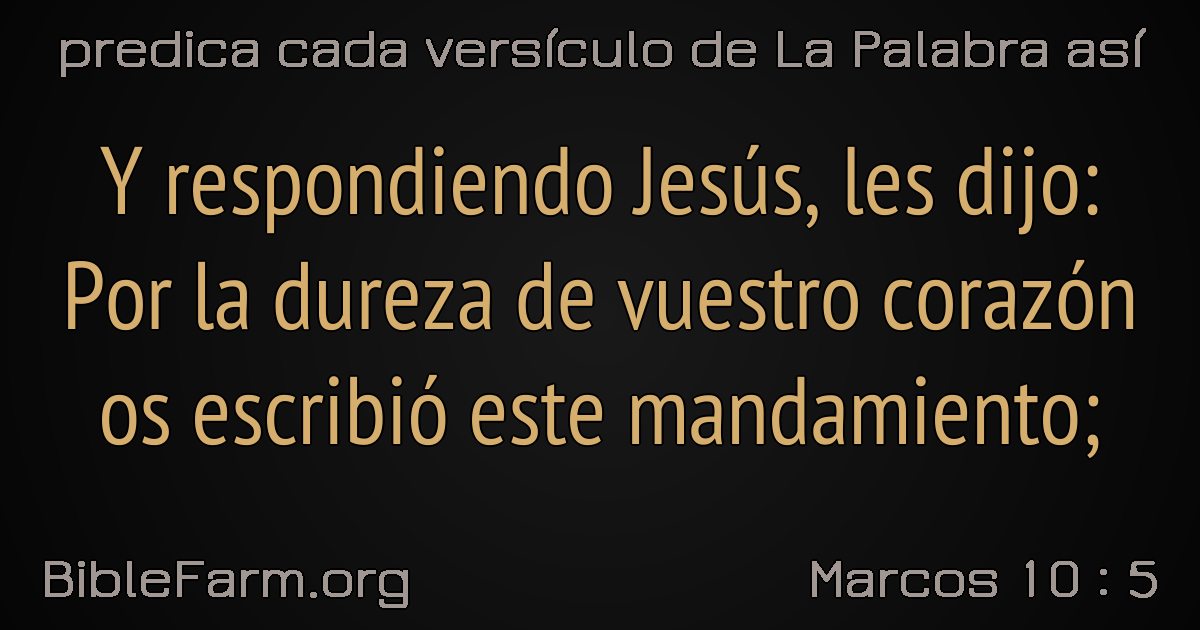 predica cada versículo de La Palabra así
Y respondiendo Jesús, les dijo:
Por la dureza de vuestro corazón
os escribió este mandamiento;
BibleFarm.org
Marcos 10 : 5